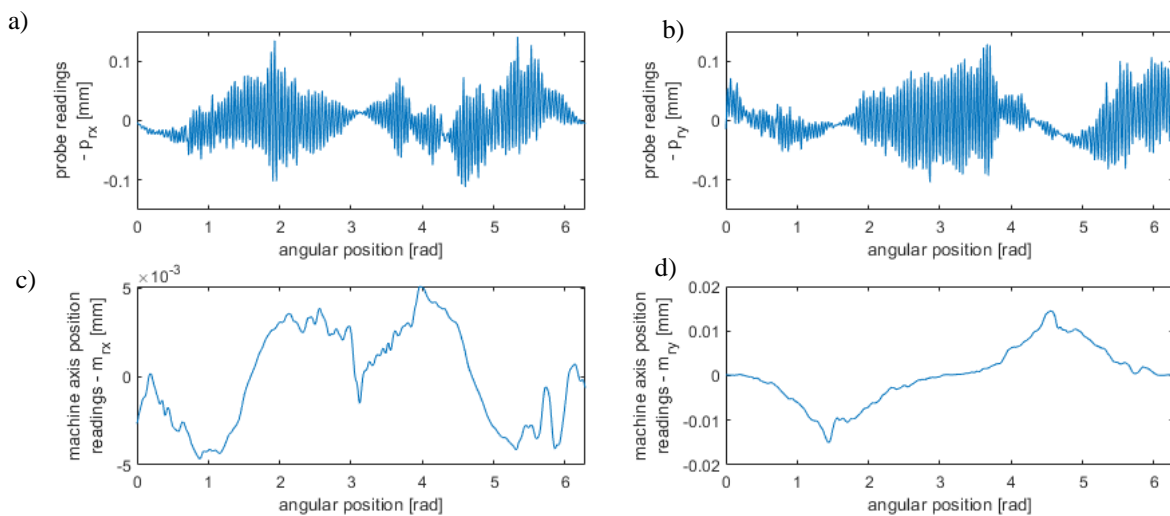 a)
probe readings
- p_rx [mm]
0.1
0
-0.1
0 1 2 3 4 5 6
angular position [rad]
b)
probe readings
- p_ry [mm]
0.1
0
-0.1
0 1 2 3 4 5 6
angular position [rad]
c)
×10^-3
machine axis position
readings - m_rx [mm]
5
0
-5
0 1 2 3 4 5 6
angular position [rad]
d)
machine axis position
readings - m_ry [mm]
0.02
0.01
0
-0.01
-0.02
0 1 2 3 4 5 6
angular position [rad]